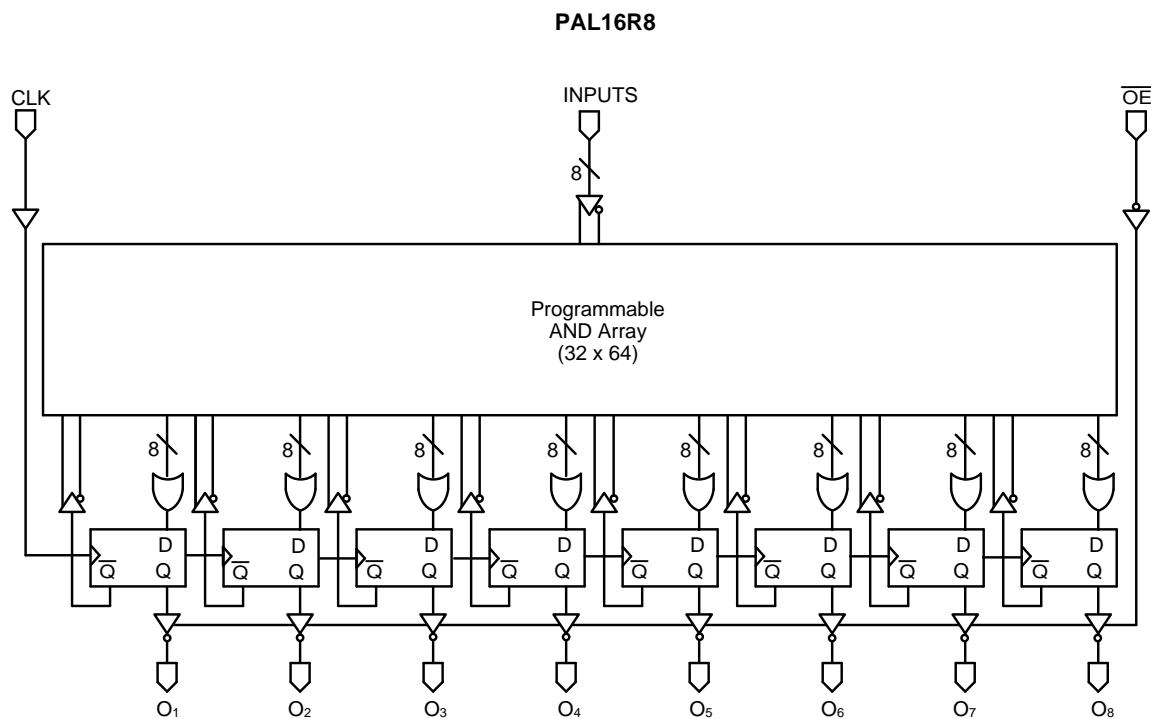 PAL16R8
CLK INPUTS O̅E̅
8
Programmable
AND Array
(32 x 64)
8 8 8 8 8 8 8 8
D D D D D D D D
Q̅ Q Q̅ Q Q̅ Q Q̅ Q Q̅ Q Q̅ Q Q̅ Q Q̅ Q
O₁ O₂ O₃ O₄ O₅ O₆ O₇ O₈